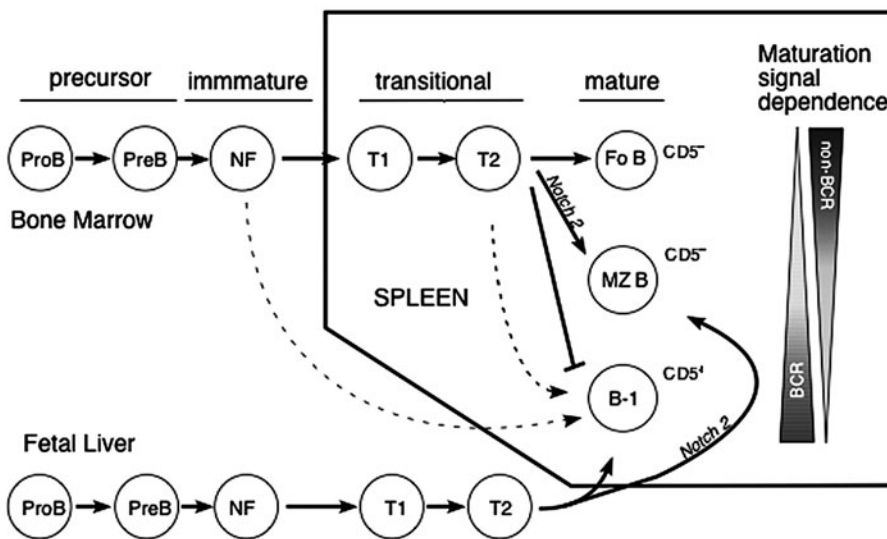 precursor immmature transitional mature
Maturation
signal
dependence
ProB PreB NF T1 T2 Fo B CD5⁻
Bone Marrow
Notch 2
non-BCR
MZ B CD5⁻
SPLEEN
B-1 CD5⁺
BCR
Notch 2
Fetal Liver
ProB PreB NF T1 T2